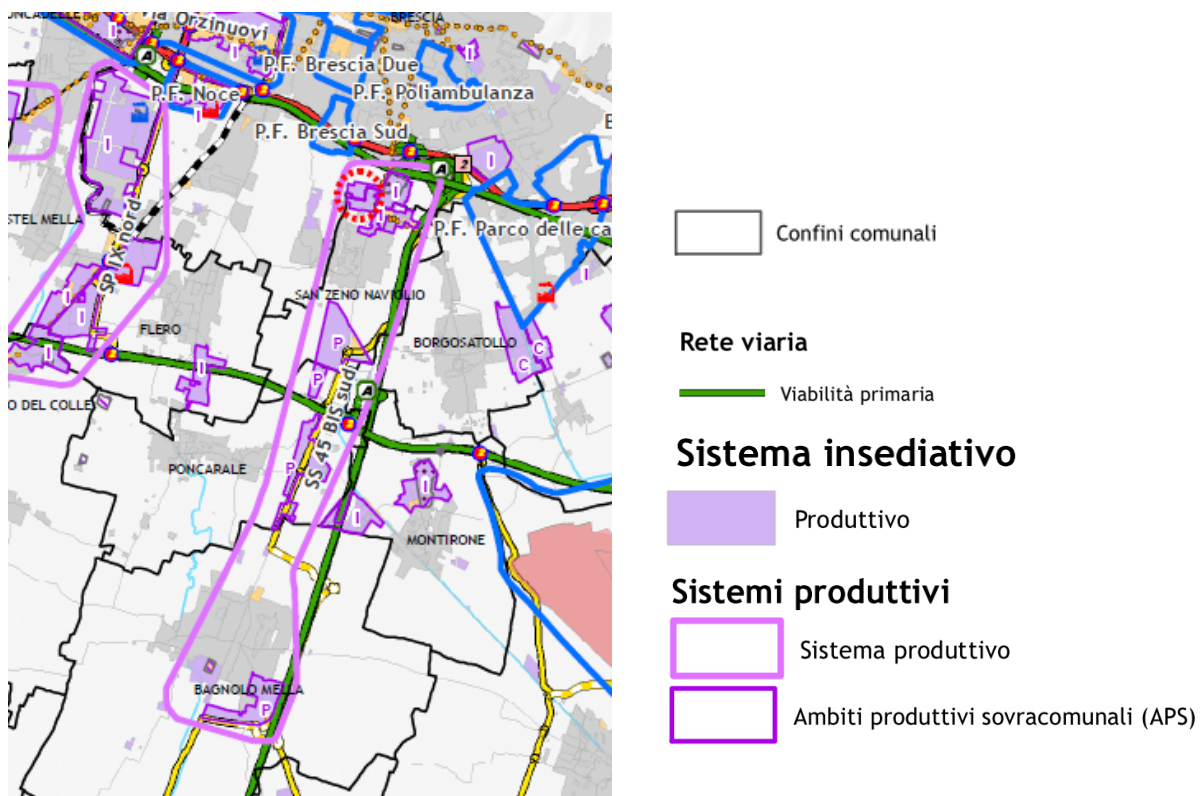 Via Orzinuovi
BRESCIA
I
I
A
P.F. Brescia Due
I
P.F. Noce
P.F. Poliambulanza
I
P.F. Brescia Sud
I
2
I
A
I
STEL MELLA
I
P.F. Parco delle ca
SP IX nord
I
I
SAN ZENO NAVIGLIO
I
FLERO
P
BORGOSATOLLO
I
I
C
C
P
A
O DEL COLLE
SS 45 BIS sud
PONCARALE
P
I
I
MONTIRONE
BAGNOLO MELLA
P
Confini comunali
Rete viaria
Viabilità primaria
Sistema insediativo
Produttivo
Sistemi produttivi
Sistema produttivo
Ambiti produttivi sovracomunali (APS)